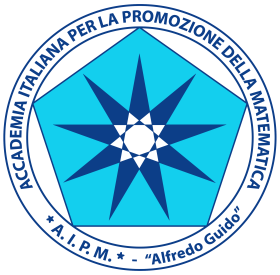 ACCADEMIA ITALIANA PER LA PROMOZIONE DELLA MATEMATICA
* A. I. P. M. * - “Alfredo Guido”